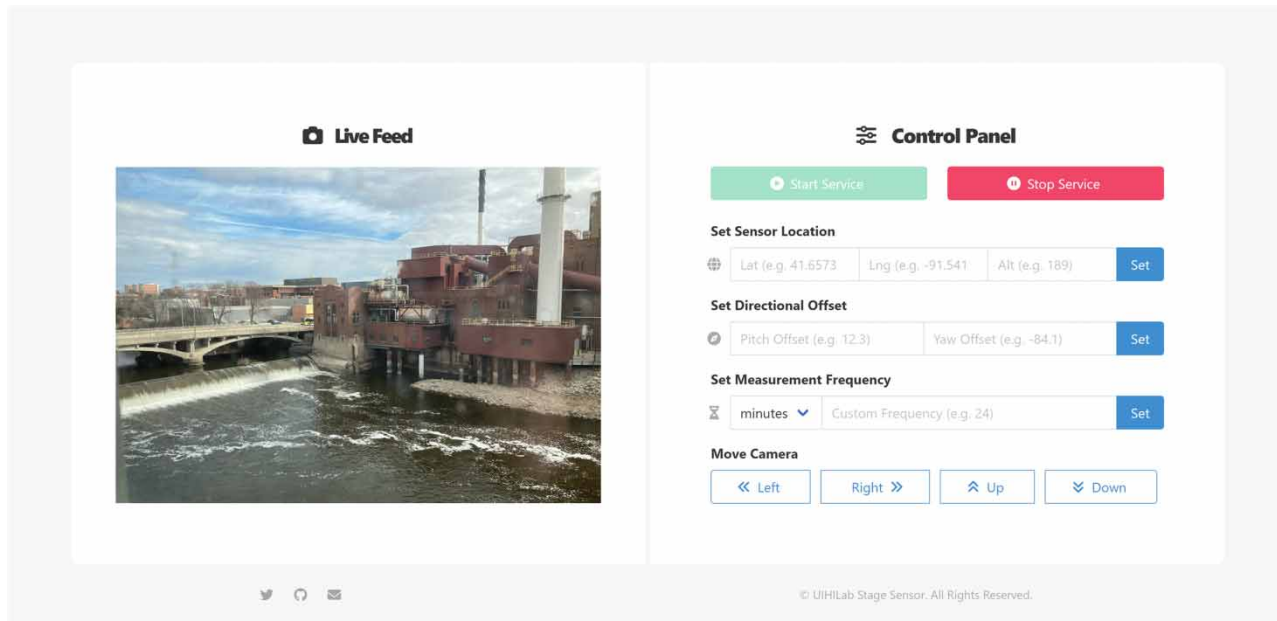 Live Feed
Control Panel
Start Service
Stop Service
Set Sensor Location
Lat (e.g. 41.6573
Lng (e.g. -91.541
Alt (e.g. 189)
Set
Set Directional Offset
Pitch Offset (e.g. 12.3)
Yaw Offset (e.g. -84.1)
Set
Set Measurement Frequency
minutes
Custom Frequency (e.g. 24)
Set
Move Camera
Left
Right
Up
Down
© UIHILab Stage Sensor. All Rights Reserved.